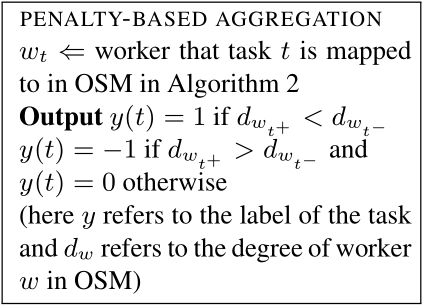 PENALTY-BASED AGGREGATION
w_t ⇐ worker that task t is mapped
to in OSM in Algorithm 2
Output y(t) = 1 if d_{w_{t+}} < d_{w_{t−}}
y(t) = −1 if d_{w_{t+}} > d_{w_{t−}} and
y(t) = 0 otherwise
(here y refers to the label of the task
and d_w refers to the degree of worker
w in OSM)